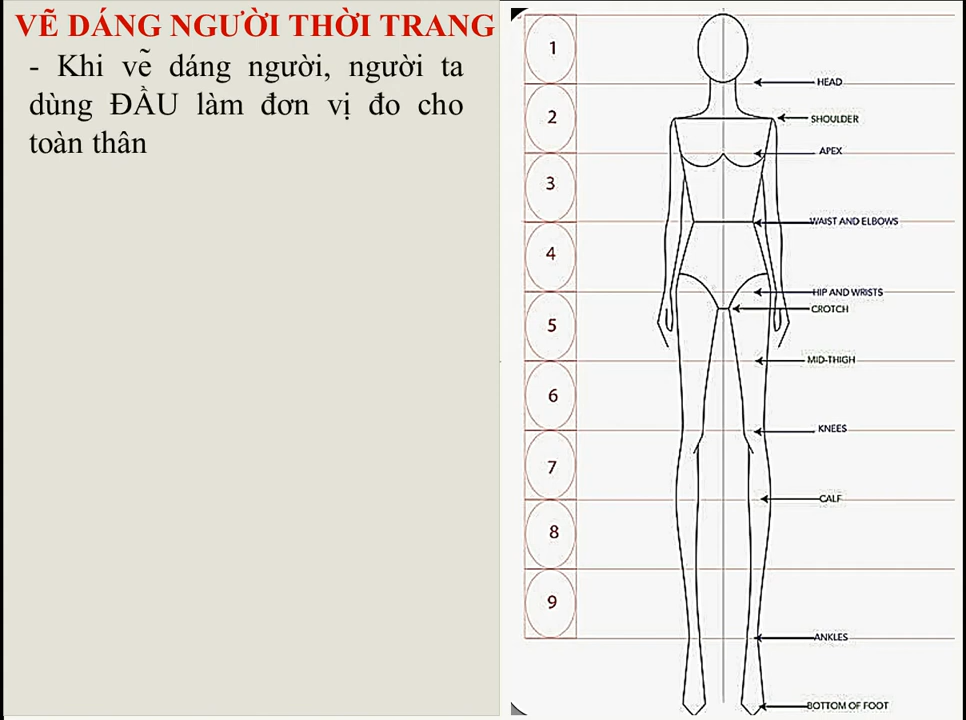 VẼ DÁNG NGƯỜI THỜI TRANG
- Khi vẽ dáng người, người ta
dùng ĐẦU làm đơn vị đo cho
toàn thân
1
HEAD
2
SHOULDER
APEX
3
WAIST AND ELBOWS
4
HIP AND WRISTS
CROTCH
5
MID-THIGH
6
KNEES
7
CALF
8
9
ANKLES
BOTTOM OF FOOT